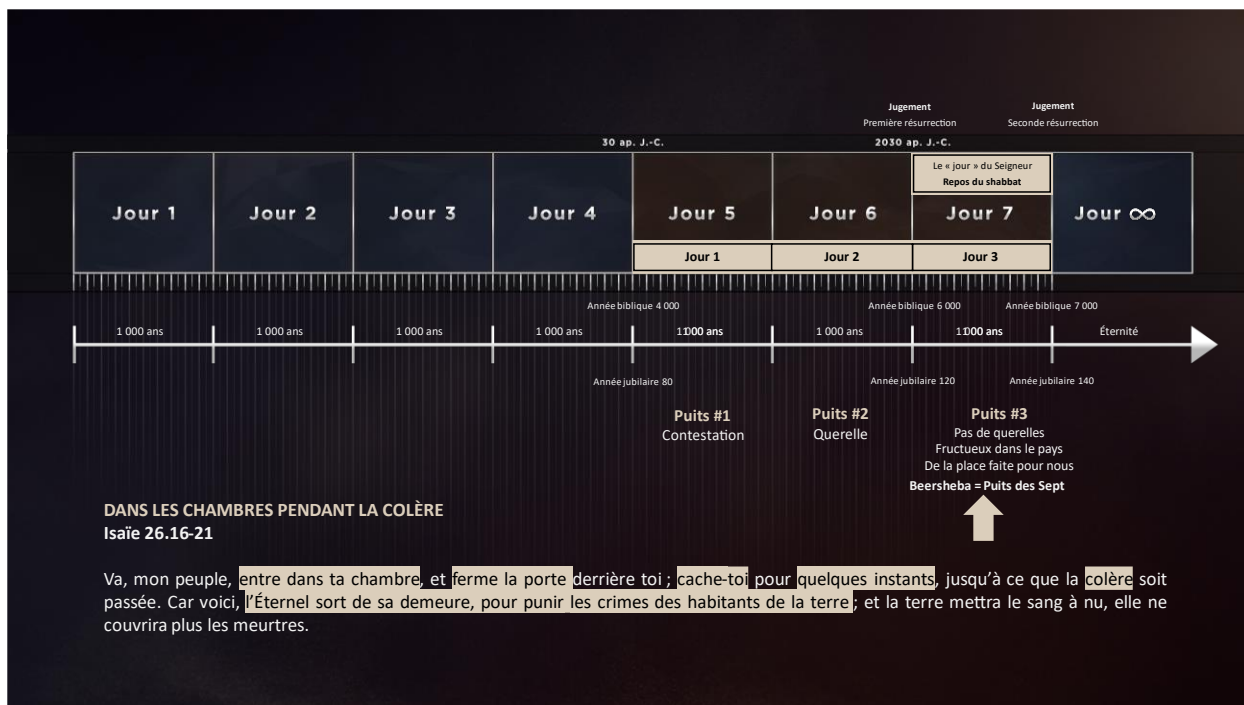 Jugement
Première résurrection
Jugement
Seconde résurrection
30 ap. J.-C.
2030 ap. J.-C.
Jour 1
Jour 2
Jour 3
Jour 4
Jour 5
Jour 6
Le « jour » du Seigneur
Repos du shabbat
Jour 7
Jour ∞
Jour 1
Jour 2
Jour 3
Année biblique 4 000
Année biblique 6 000
Année biblique 7 000
1 000 ans
1 000 ans
1 000 ans
1 000 ans
11000 ans
1 000 ans
11000 ans
Éternité
Année jubilaire 80
Année jubilaire 120
Année jubilaire 140
Puits #1
Contestation
Puits #2
Querelle
Puits #3
Pas de querelles
Fructueux dans le pays
De la place faite pour nous
Beersheba = Puits des Sept
DANS LES CHAMBRES PENDANT LA COLÈRE
Isaïe 26.16-21
Va, mon peuple, entre dans ta chambre, et ferme la porte derrière toi ; cache-toi pour quelques instants, jusqu’à ce que la colère soit
passée. Car voici, l’Éternel sort de sa demeure, pour punir les crimes des habitants de la terre ; et la terre mettra le sang à nu, elle ne
couvrira plus les meurtres.